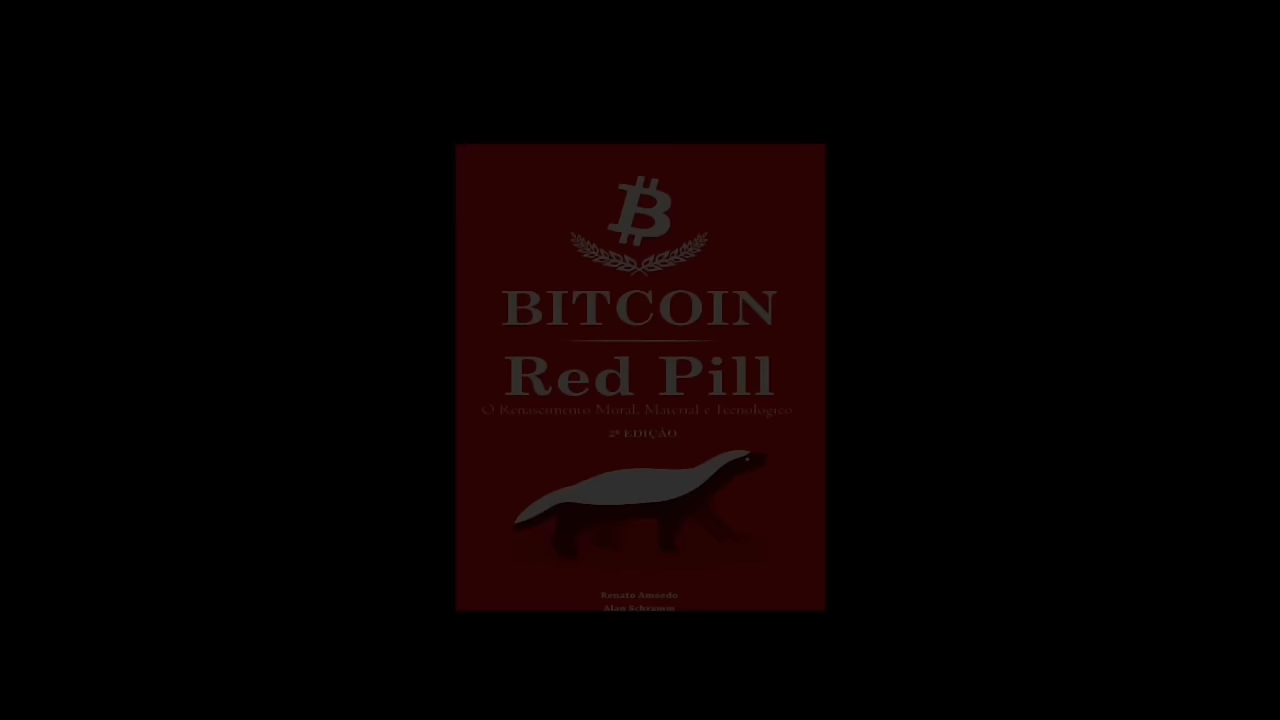 BITCOIN
Red Pill
O Renascimento Moral, Material e Tecnológico
2ª EDIÇÃO
Renato Amoedo
Alan Schramm